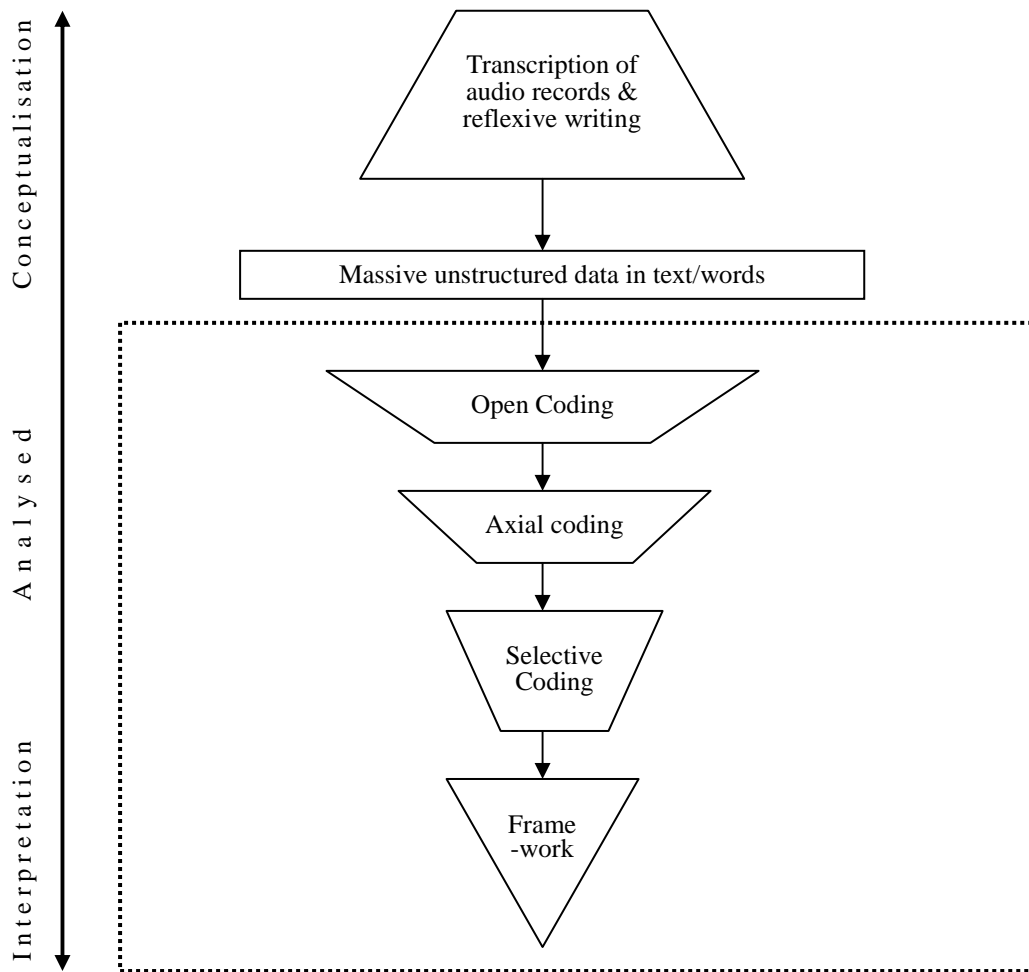 Conceptualisation
Analysed
Interpretation
Transcription of
audio records &
reflexive writing
Massive unstructured data in text/words
Open Coding
Axial coding
Selective
Coding
Frame
-work